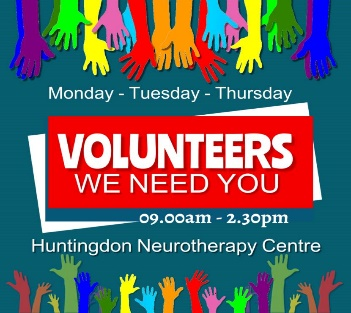 Monday - Tuesday - Thursday
VOLUNTEERS
WE NEED YOU
09.00am - 2.30pm
Huntingdon Neurotherapy Centre